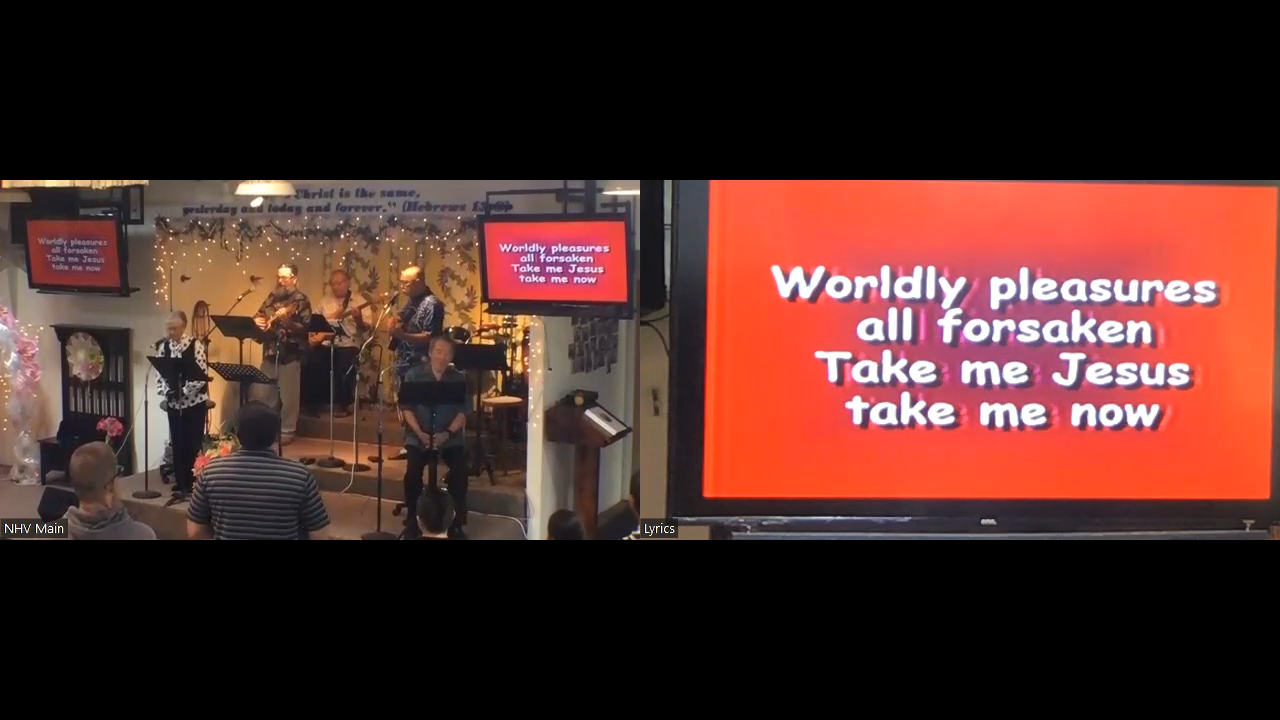 Christ is the same,
yesterday and today and forever." (Hebrews
Worldly pleasures
all forsaken
Take me Jesus
take me now
Worldly pleasures
all forsaken
Take me Jesus
take me now
NHV Main
Worldly pleasures
all forsaken
Take me Jesus
take me now
Lyrics